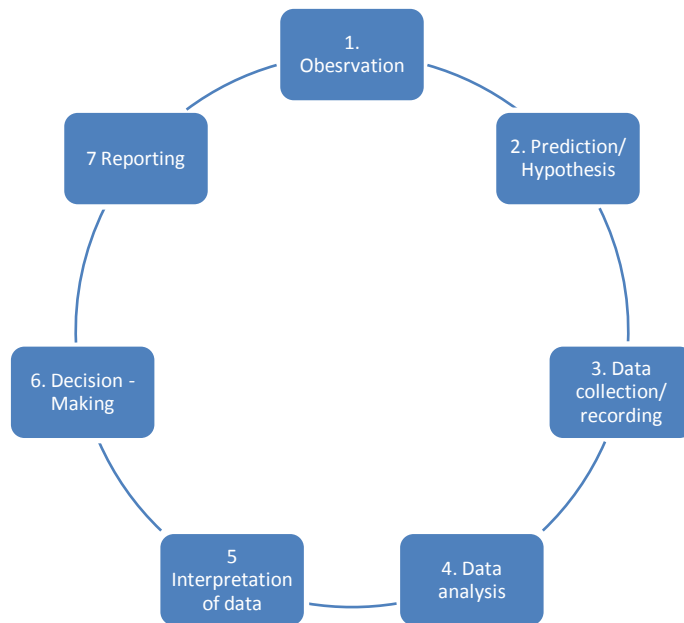 1.
Obesrvation
2. Prediction/
Hypothesis
3. Data
collection/
recording
4. Data
analysis
5
Interpretation
of data
6. Decision -
Making
7 Reporting